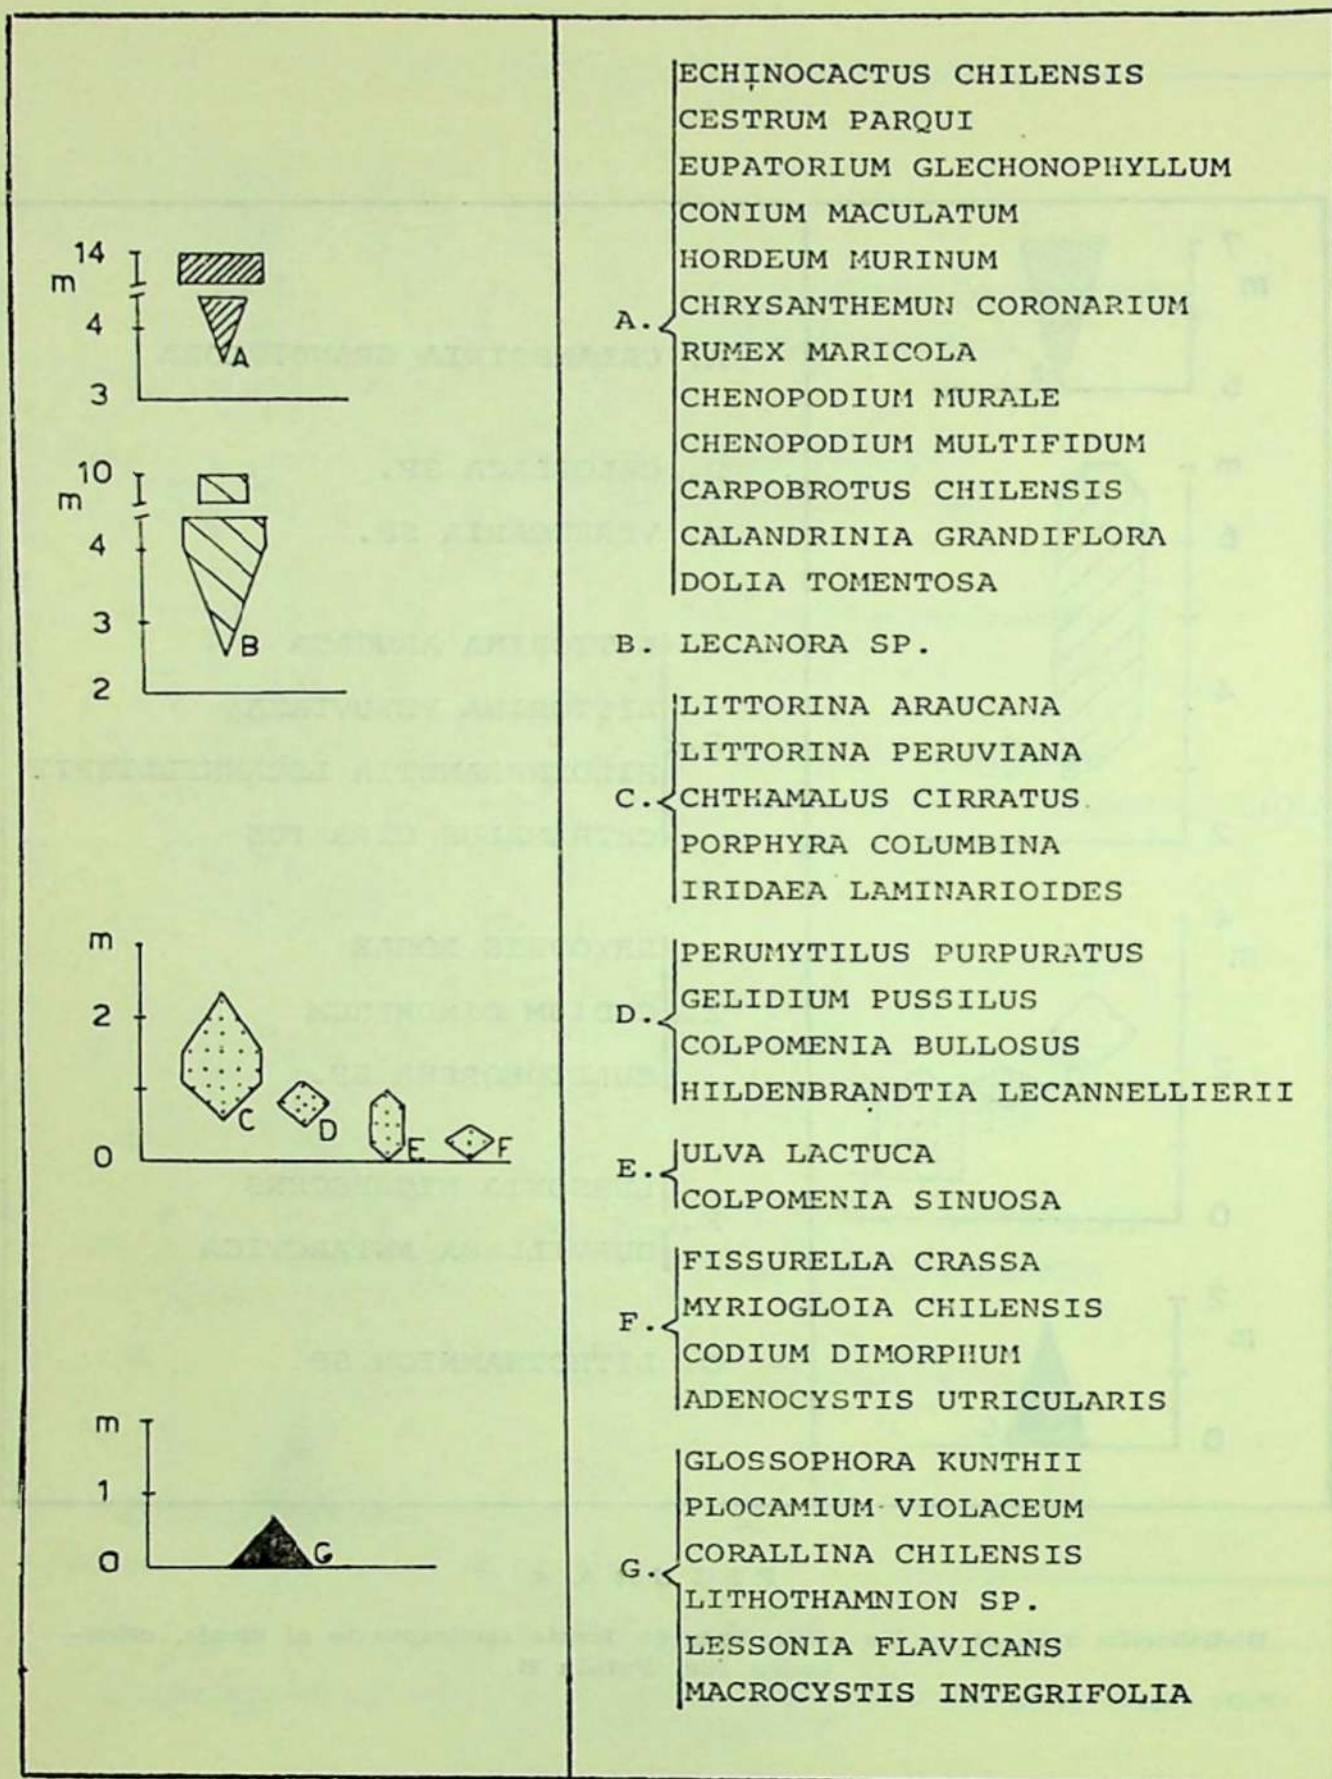 14
m
4
A
3
10
m
4
3
B
2
m
2
C
D
E
F
0
m
1
G
0
ECHINOCACTUS CHILENSIS
CESTRUM PARQUI
EUPATORIUM GLECHONOPHYLLUM
CONIUM MACULATUM
HORDEUM MURINUM
A. CHRYSANTHEMUN CORONARIUM
RUMEX MARICOLA
CHENOPODIUM MURALE
CHENOPODIUM MULTIFIDUM
CARPOBROTUS CHILENSIS
CALANDRINIA GRANDIFLORA
DOLIA TOMENTOSA
B. LECANORA SP.
LITTORINA ARAUCANA
LITTORINA PERUVIANA
C. CHTHAMALUS CIRRATUS
PORPHYRA COLUMBINA
IRIDAEA LAMINARIOIDES
PERUMYTILUS PURPURATUS
GELIDIUM PUSSILUS
D.
COLPOMENIA BULLOSUS
HILDENBRANDTIA LECANNELLIERII
ULVA LACTUCA
E.
COLPOMENIA SINUOSA
FISSURELLA CRASSA
MYRIOGLOIA CHILENSIS
F.
CODIUM DIMORPHUM
ADENOCYSTIS UTRICULARIS
GLOSSOPHORA KUNTHII
PLOCAMIUM VIOLACEUM
CORALLINA CHILENSIS
G.
LITHOTHAMNION SP.
LESSONIA FLAVICANS
MACROCYSTIS INTEGRIFOLIA